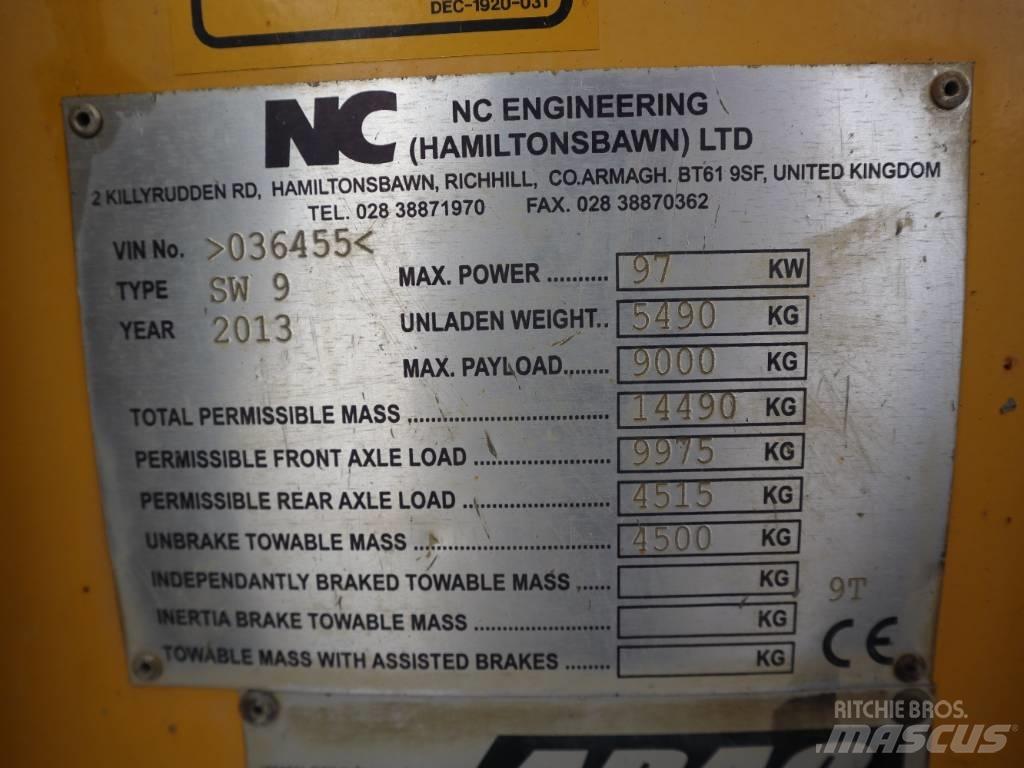 DEC-1920-031
NC NC ENGINEERING
(HAMILTONSBAWN) LTD
2 KILLYRUDDEN RD, HAMILTONSBAWN, RICHHILL, CO.ARMAGH. BT61 9SF, UNITED KINGDOM
TEL. 028 38871970 FAX. 028 38870362
VIN No. >036455<
TYPE SW 9
YEAR 2013
MAX. POWER .......... 97 KW
UNLADEN WEIGHT.. 5490 KG
MAX. PAYLOAD....... 9000 KG
TOTAL PERMISSIBLE MASS ................................ 14490 KG
PERMISSIBLE FRONT AXLE LOAD ..................... 9975 KG
PERMISSIBLE REAR AXLE LOAD ....................... 4515 KG
UNBRAKE TOWABLE MASS ............................... 4500 KG
INDEPENDANTLY BRAKED TOWABLE MASS ...... KG
INERTIA BRAKE TOWABLE MASS ..................... KG
TOWABLE MASS WITH ASSISTED BRAKES ....... KG
9T
CE
RITCHIE BROS.
MASCUS